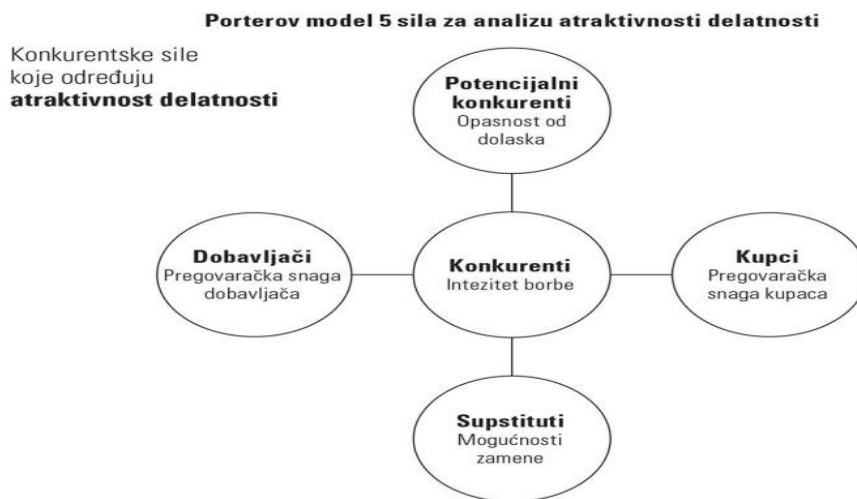 Porterov model 5 sila za analizu atraktivnosti delatnosti
Konkurentske sile
koje određuju
atraktivnost delatnosti
Potencijalni
konkurenti
Opasnost od
dolaska
Dobavljači
Pregovaračka snaga
dobavljača
Konkurenti
Intezitet borbe
Kupci
Pregovaračka
snaga kupaca
Supstituti
Mogućnosti
zamene